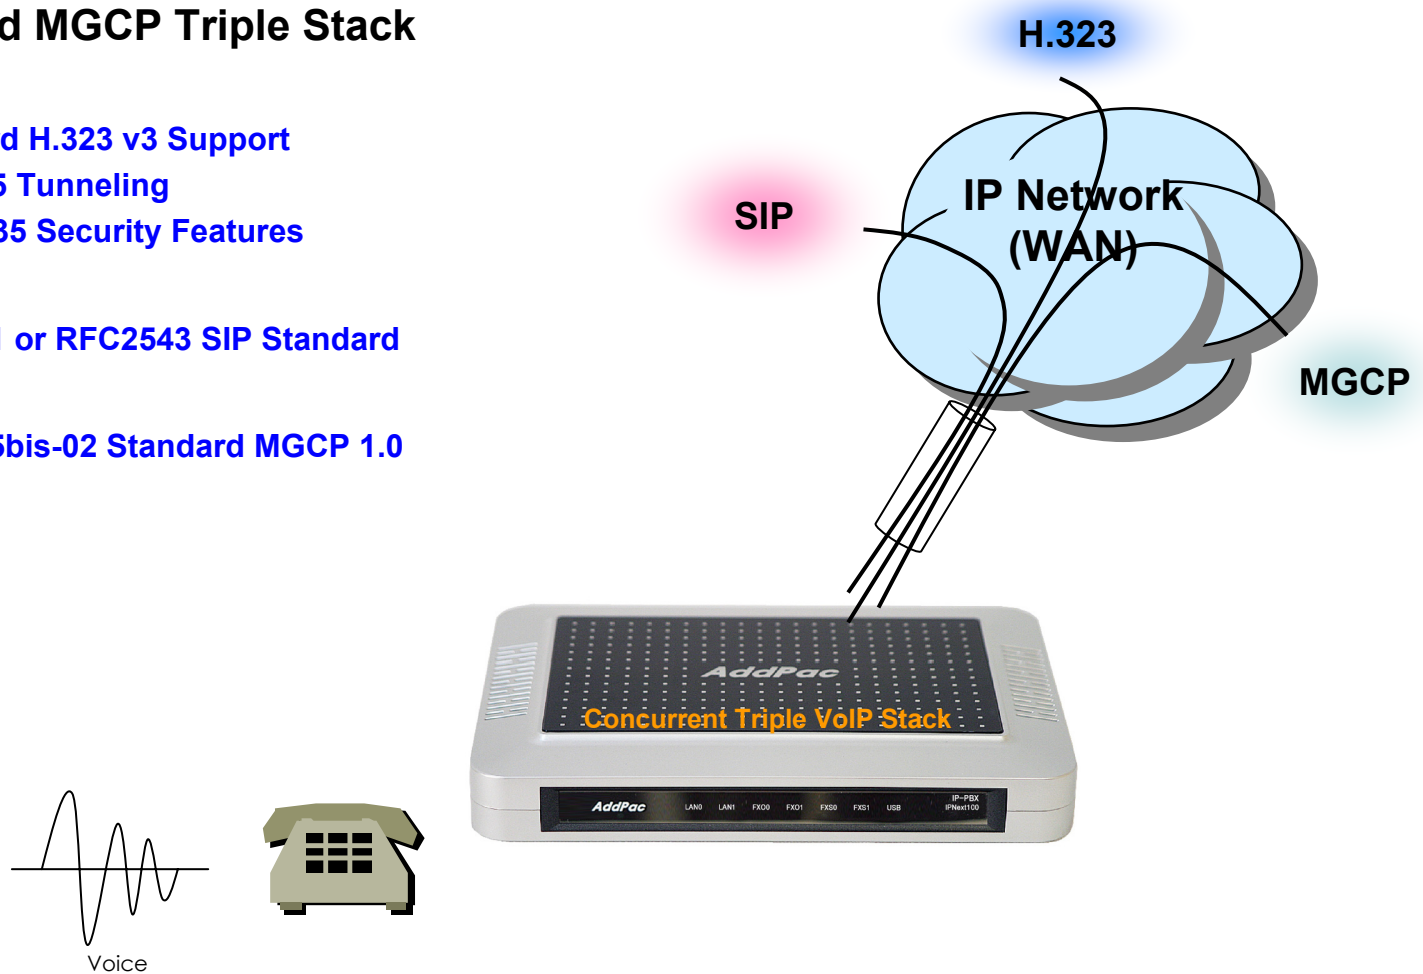 d MGCP Triple Stack
H.323
d H.323 v3 Support
5 Tunneling
35 Security Features
SIP
IP Network
(WAN)
or RFC2543 SIP Standard
MGCP
5bis-02 Standard MGCP 1.0
AddPac
Concurrent Triple VoIP Stack
AddPac LAN0 LAN1 FXO0 FXO1 FXS0 FXS1 USB IP-PBX
IPNext100
Voice